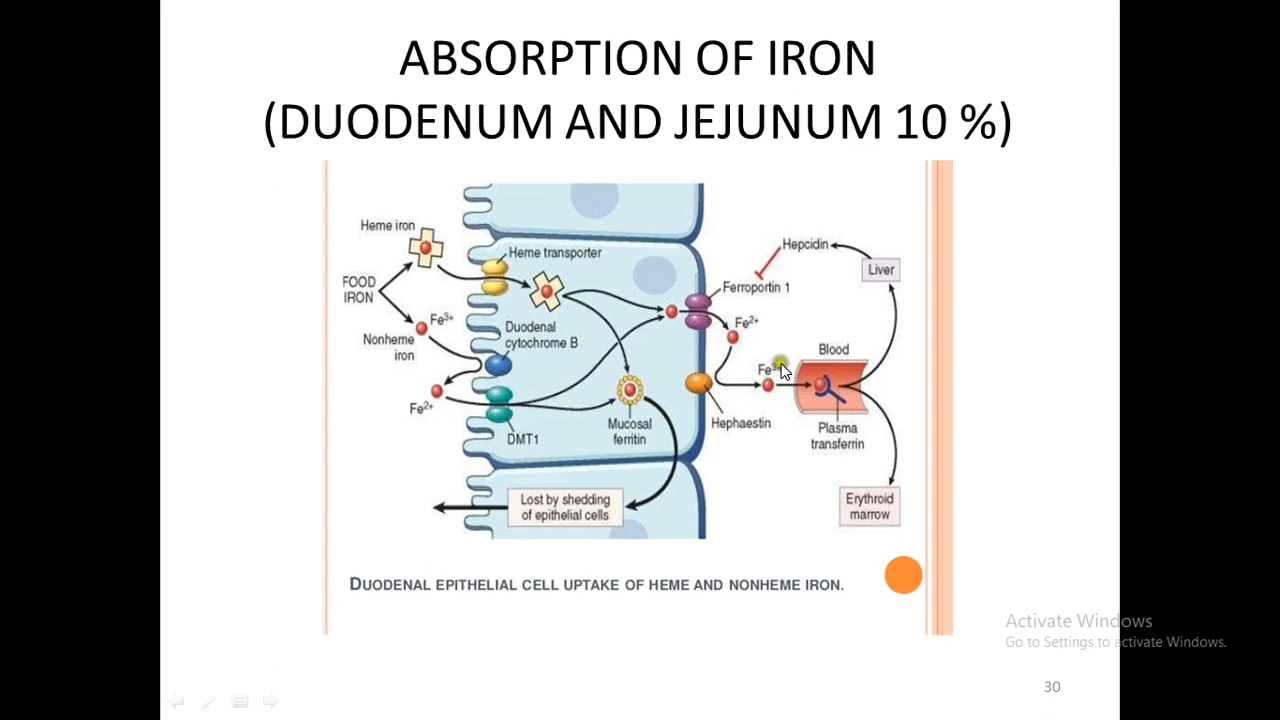 ABSORPTION OF IRON
(DUODENUM AND JEJUNUM 10 %)
Heme iron
FOOD
IRON
Fe3+
Nonheme
iron
Fe2+
Heme transporter
Duodenal
cytochrome B
DMT1
Mucosal
ferritin
Lost by shedding
of epithelial cells
Hepcidin
Liver
Ferroportin 1
Fe2+
Blood
Hephaestin
Plasma
transferrin
Erythroid
marrow
DUODENAL EPITHELIAL CELL UPTAKE OF HEME AND NONHEME IRON.
Activate Windows
Go to Settings to activate Windows.
30